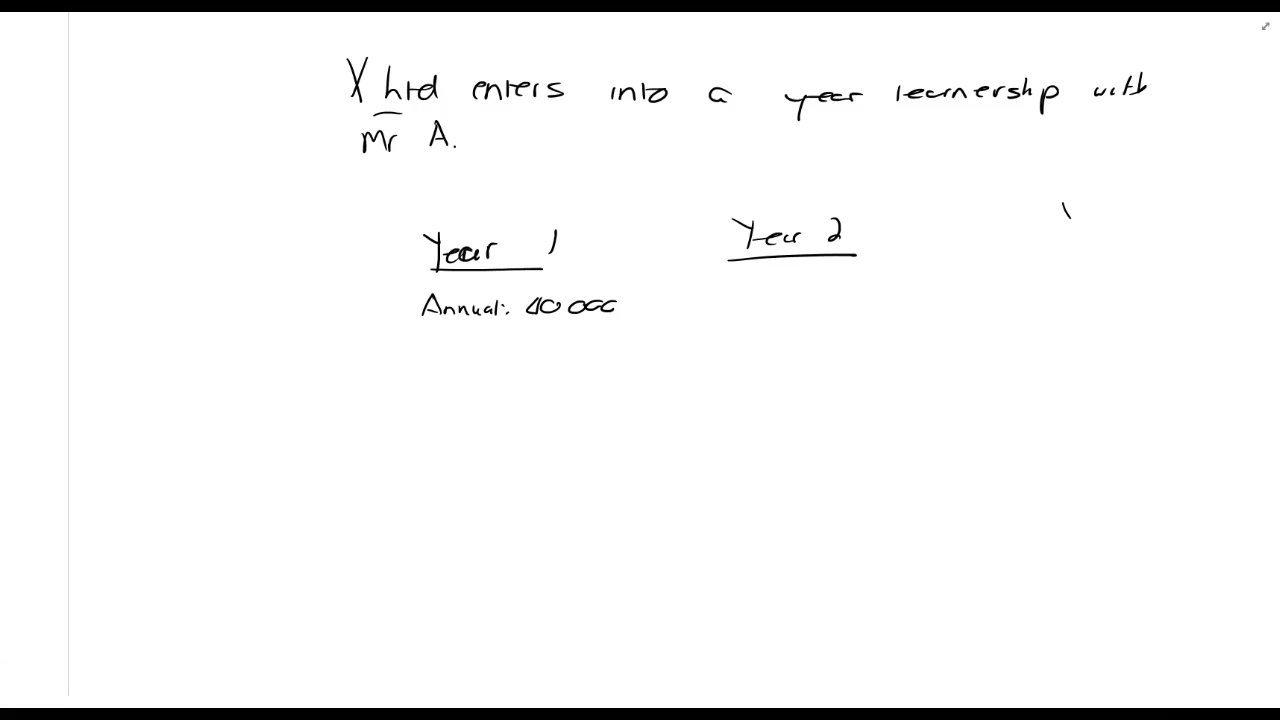 X Ltd enters into a year learnership with
Mr A.
Year 1 Year 2
Annual: 40 000